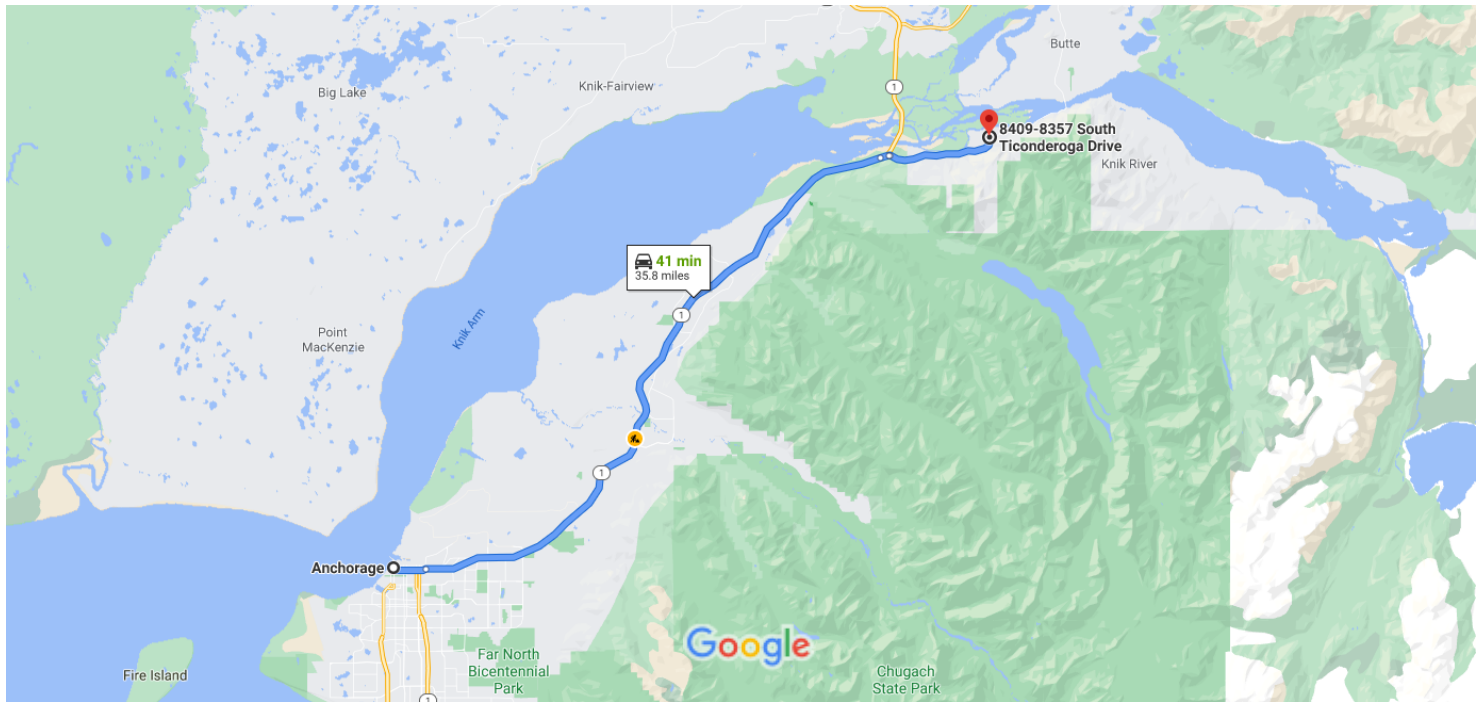 Butte
Big Lake
Knik-Fairview
1
8409-8357 South
Ticonderoga Drive
Knik River
41 min
35.8 miles
1
Knik Arm
Point
MacKenzie
1
Anchorage
Google
Far North
Bicentennial
Park
Fire Island
Chugach
State Park
1